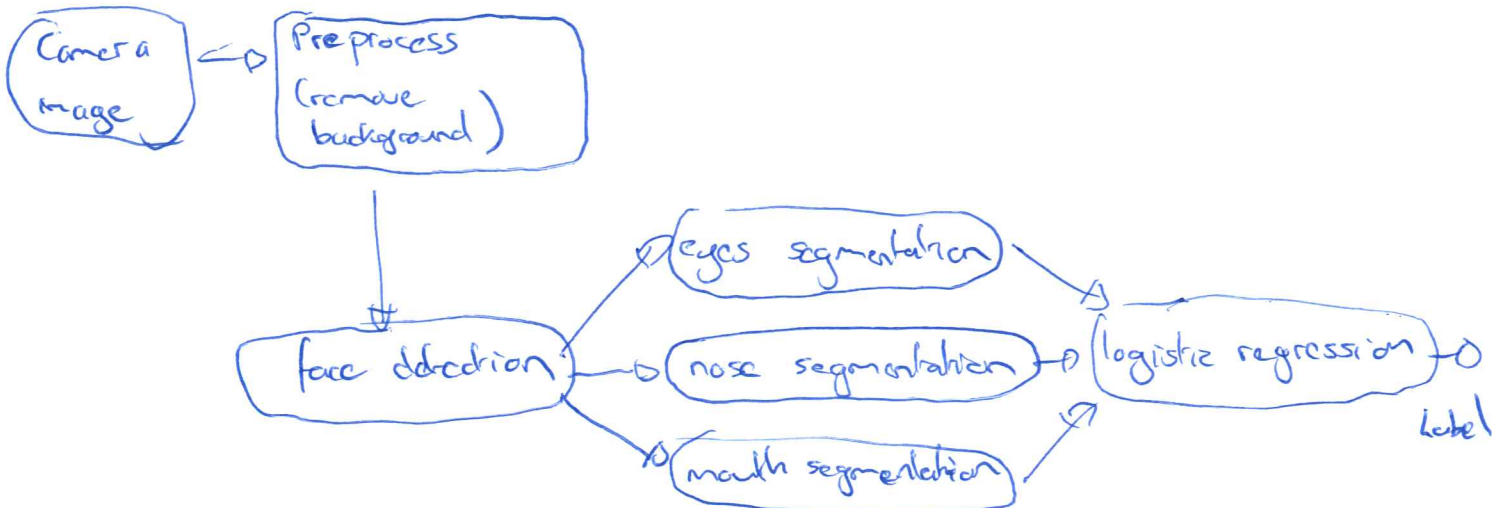 Camera
image
Preprocess
(remove
background)
face detection
eyes segmentation
nose segmentation
mouth segmentation
logistic regression
Label